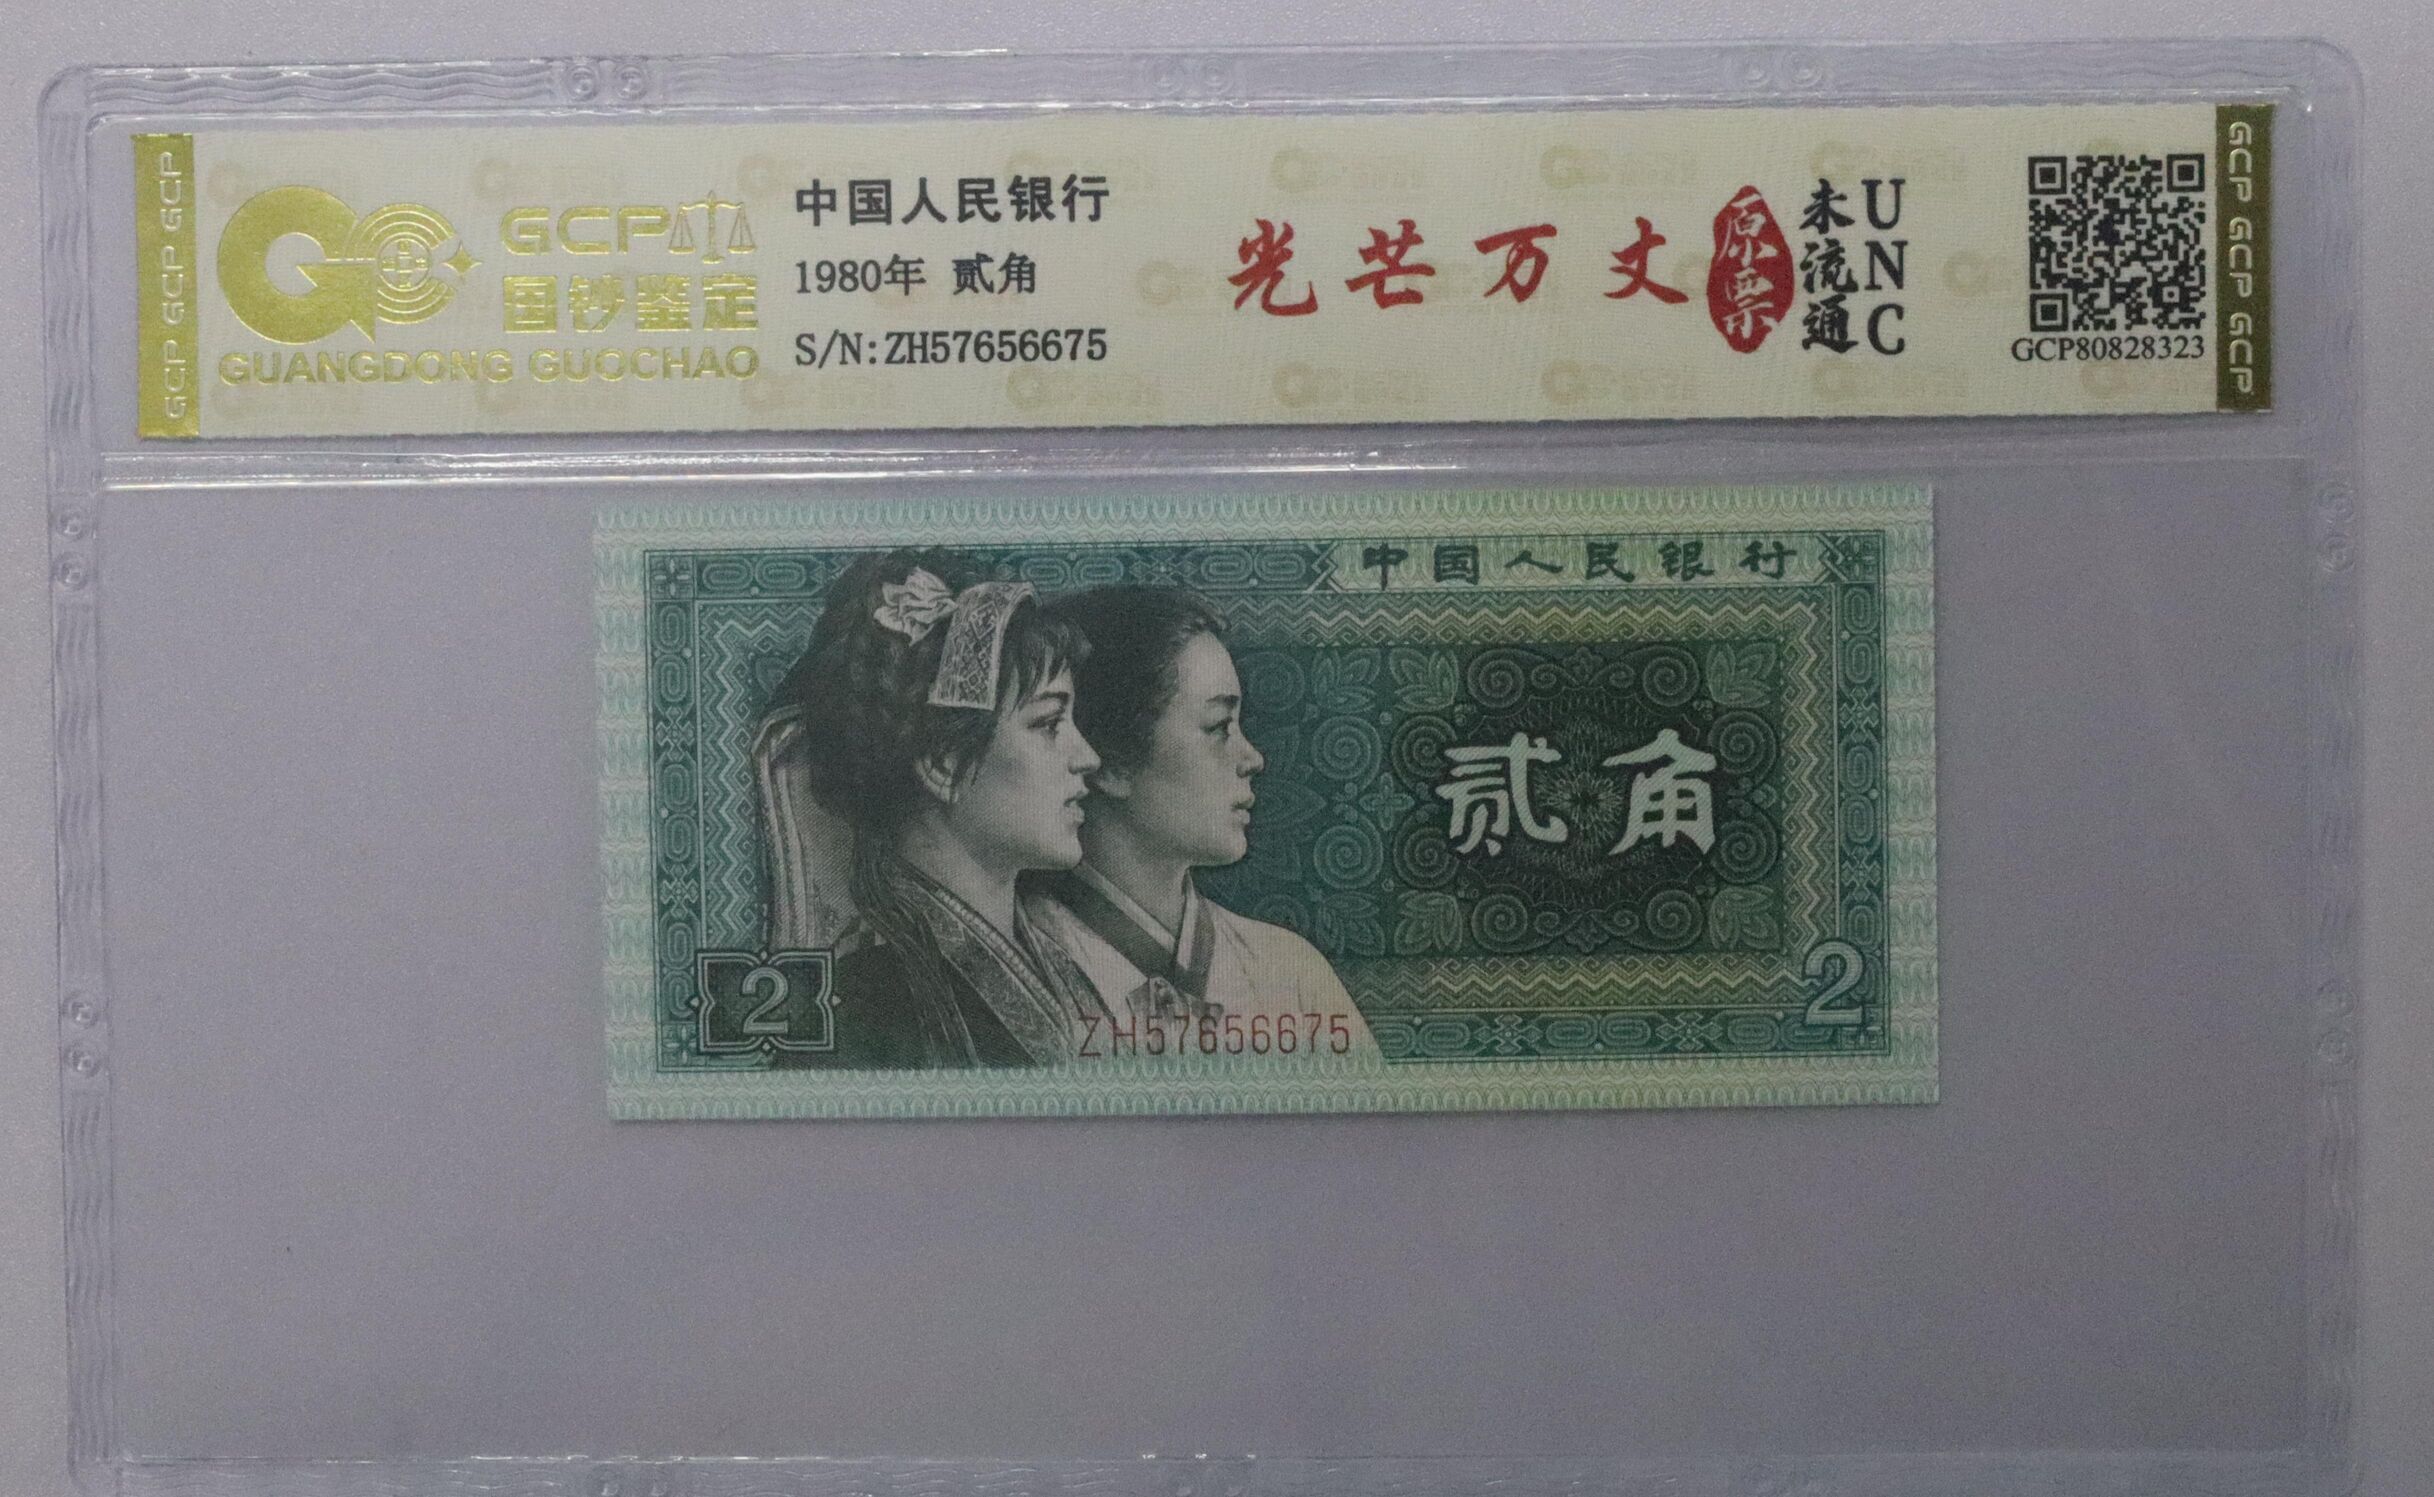 GCP GCP GCP
GCP
国钞鉴定
GUANGDONG GUOCHAO
中国人民银行
1980年 贰角
S/N:ZH57656675
光芒万丈
原票
未流通
UNC
GCP80828323
GCP GCP GCP
中国人民银行
贰角
2
2
ZH57656675